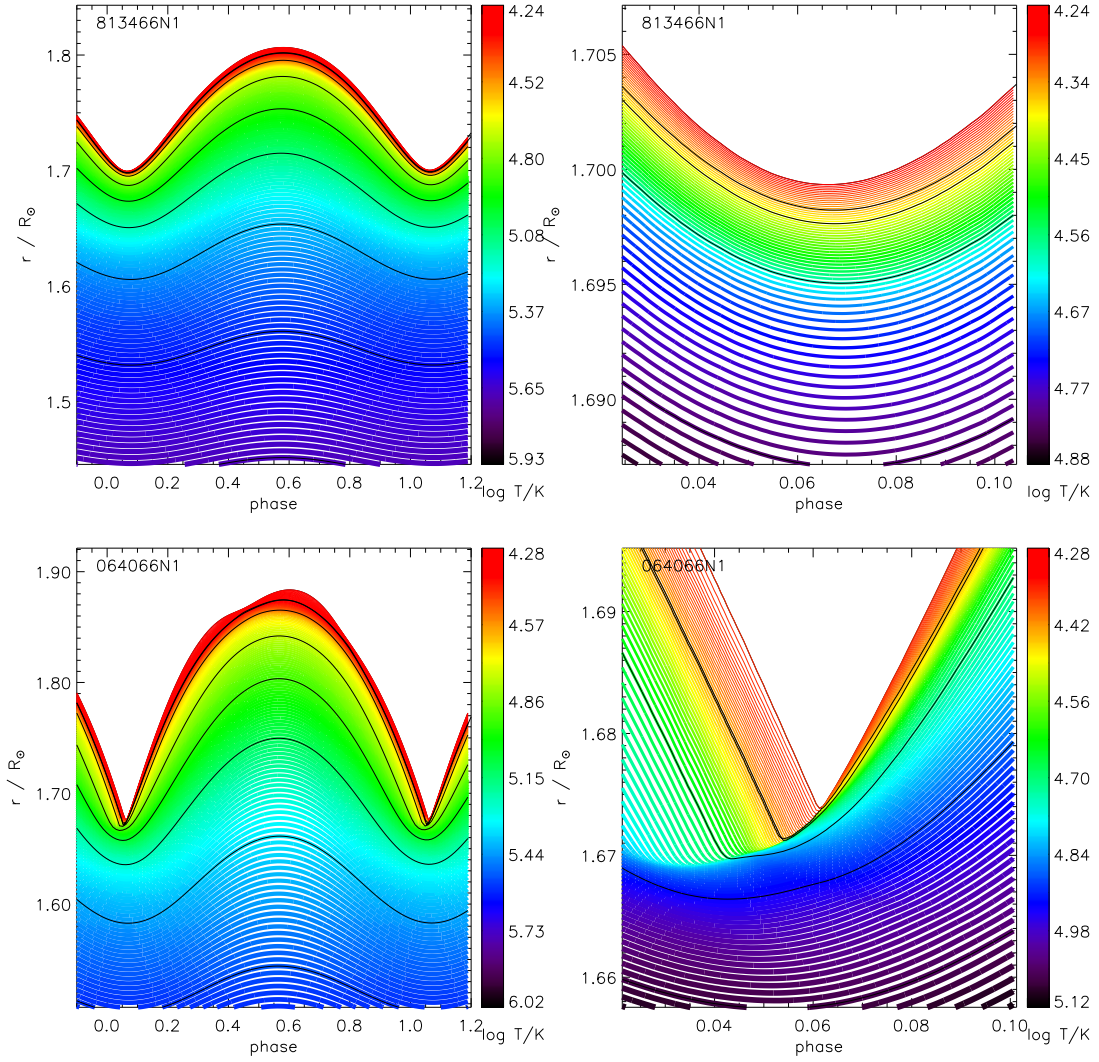 813466N1
1.8
1.7
1.6
1.5
r / R☉
0.0 0.2 0.4 0.6 0.8 1.0 1.2
phase
4.24
4.52
4.80
5.08
5.37
5.65
5.93
log T/K
813466N1
1.705
1.700
1.695
1.690
r / R☉
0.04 0.06 0.08 0.10
phase
4.24
4.34
4.45
4.56
4.67
4.77
4.88
log T/K
064066N1
1.90
1.80
1.70
1.60
r / R☉
0.0 0.2 0.4 0.6 0.8 1.0 1.2
phase
4.28
4.57
4.86
5.15
5.44
5.73
6.02
log T/K
064066N1
1.69
1.68
1.67
1.66
r / R☉
0.04 0.06 0.08 0.10
phase
4.28
4.42
4.56
4.70
4.84
4.98
5.12
log T/K